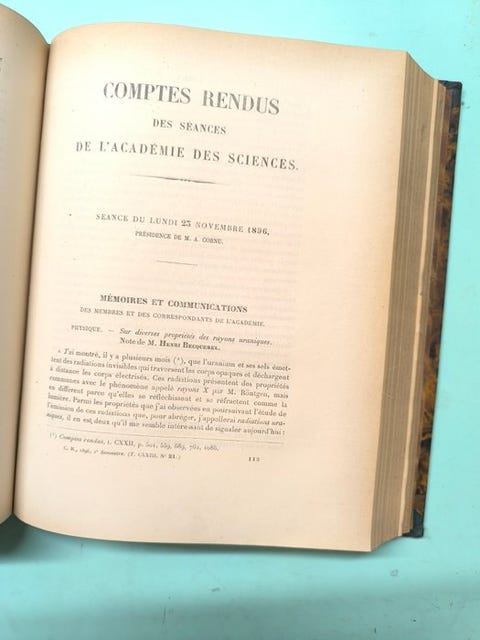 COMPTES RENDUS
DES SÉANCES
DE L'ACADÉMIE DES SCIENCES.
SÉANCE DU LUNDI 23 NOVEMBRE 1896,
PRÉSIDENCE DE M. A. CORNU.
MÉMOIRES ET COMMUNICATIONS
DES MEMBRES ET DES CORRESPONDANTS DE L'ACADÉMIE.
PHYSIQUE. — Sur diverses propriétés des rayons uraniques.
Note de M. HENRI BECQUEREL.
« J'ai montré, il y a plusieurs mois (¹), que l'uranium et ses sels émet-
tent des radiations invisibles qui traversent les corps opaques et déchargent
à distance les corps électrisés. Ces radiations présentent des propriétés
communes avec le phénomène appelé rayons X par M. Röntgen, mais
en diffèrent parce qu'elles se réfléchissent et se réfractent comme la
lumière. Parmi les propriétés que j'ai observées en poursuivant l'étude de
l'émission de ces radiations que, pour abréger, j'appellerai radiations ura-
niques, il en est deux qu'il me semble intéressant de signaler aujourd'hui :
(¹) Comptes rendus, t. CXXII, p. 501, 559, 689, 762, 1086.
C. R., 1896, 2ᵉ Semestre. (T. CXXIII, N° 21.)
113